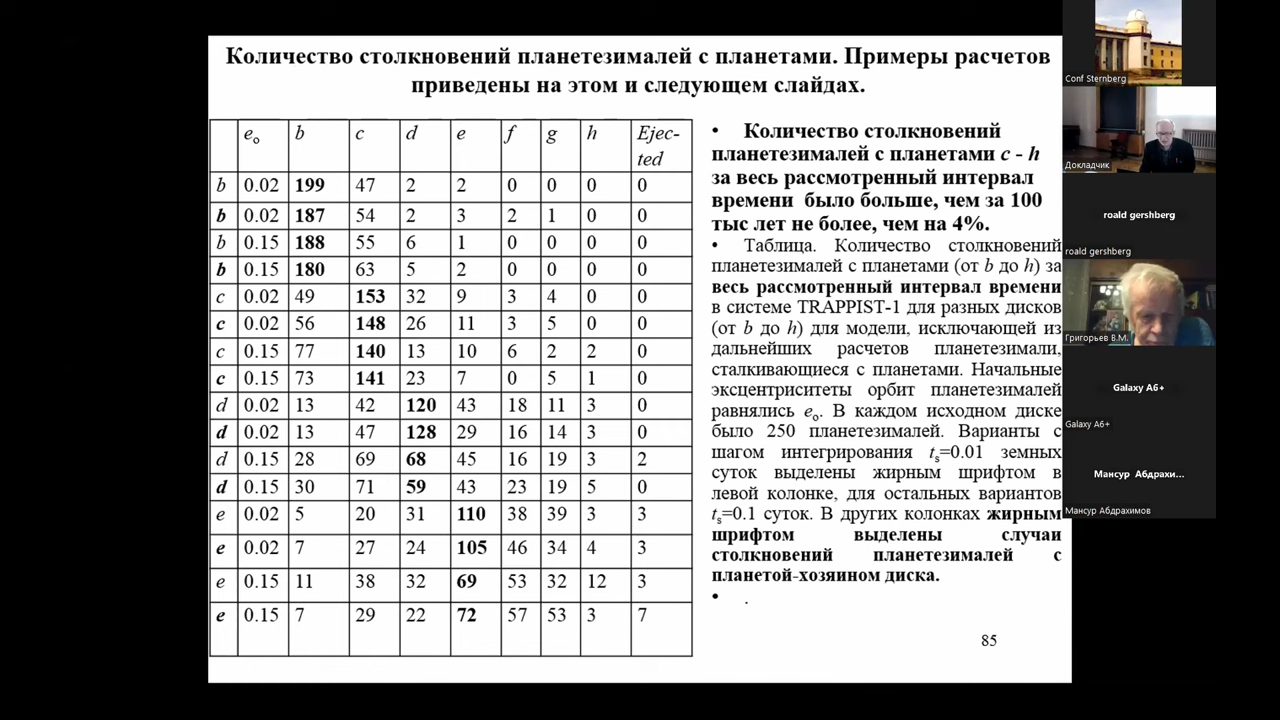 Количество столкновений планетезималей с планетами. Примеры расчетов
приведены на этом и следующем слайдах.
eo b c d e f g h Ejec-
ted
b 0.02 199 47 2 2 0 0 0 0
b 0.02 187 54 2 3 2 1 0 0
b 0.15 188 55 6 1 0 0 0 0
b 0.15 180 63 5 2 0 0 0 0
c 0.02 49 153 32 9 3 4 0 0
c 0.02 56 148 26 11 3 5 0 0
c 0.15 77 140 13 10 6 2 2 0
c 0.15 73 141 23 7 0 5 1 0
d 0.02 13 42 120 43 18 11 3 0
d 0.02 13 47 128 29 16 14 3 0
d 0.15 28 69 68 45 16 19 3 2
d 0.15 30 71 59 43 23 19 5 0
e 0.02 5 20 31 110 38 39 3 3
e 0.02 7 27 24 105 46 34 4 3
e 0.15 11 38 32 69 53 32 12 3
e 0.15 7 29 22 72 57 53 3 7
• Количество столкновений
планетезималей с планетами c - h
за весь рассмотренный интервал
времени было больше, чем за 100
тыс лет не более, чем на 4%.
• Таблица. Количество столкновений
планетезималей с планетами (от b до h) за
весь рассмотренный интервал времени
в системе TRAPPIST-1 для разных дисков
(от b до h) для модели, исключающей из
дальнейших расчетов планетезимали,
сталкивающиеся с планетами. Начальные
эксцентриситеты орбит планетезималей
равнялись eo. В каждом исходном диске
было 250 планетезималей. Варианты с
шагом интегрирования ts=0.01 земных
суток выделены жирным шрифтом в
левой колонке, для остальных вариантов
ts=0.1 суток. В других колонках жирным
шрифтом выделены случаи
столкновений планетезималей с
планетой-хозяином диска.
• .
85
Conf Sternberg
Докладчик
roald gershberg
roald gershberg
Григорьев В.М.
Galaxy A6+
Galaxy A6+
Мансур Абдрахи...
Мансур Абдрахимов